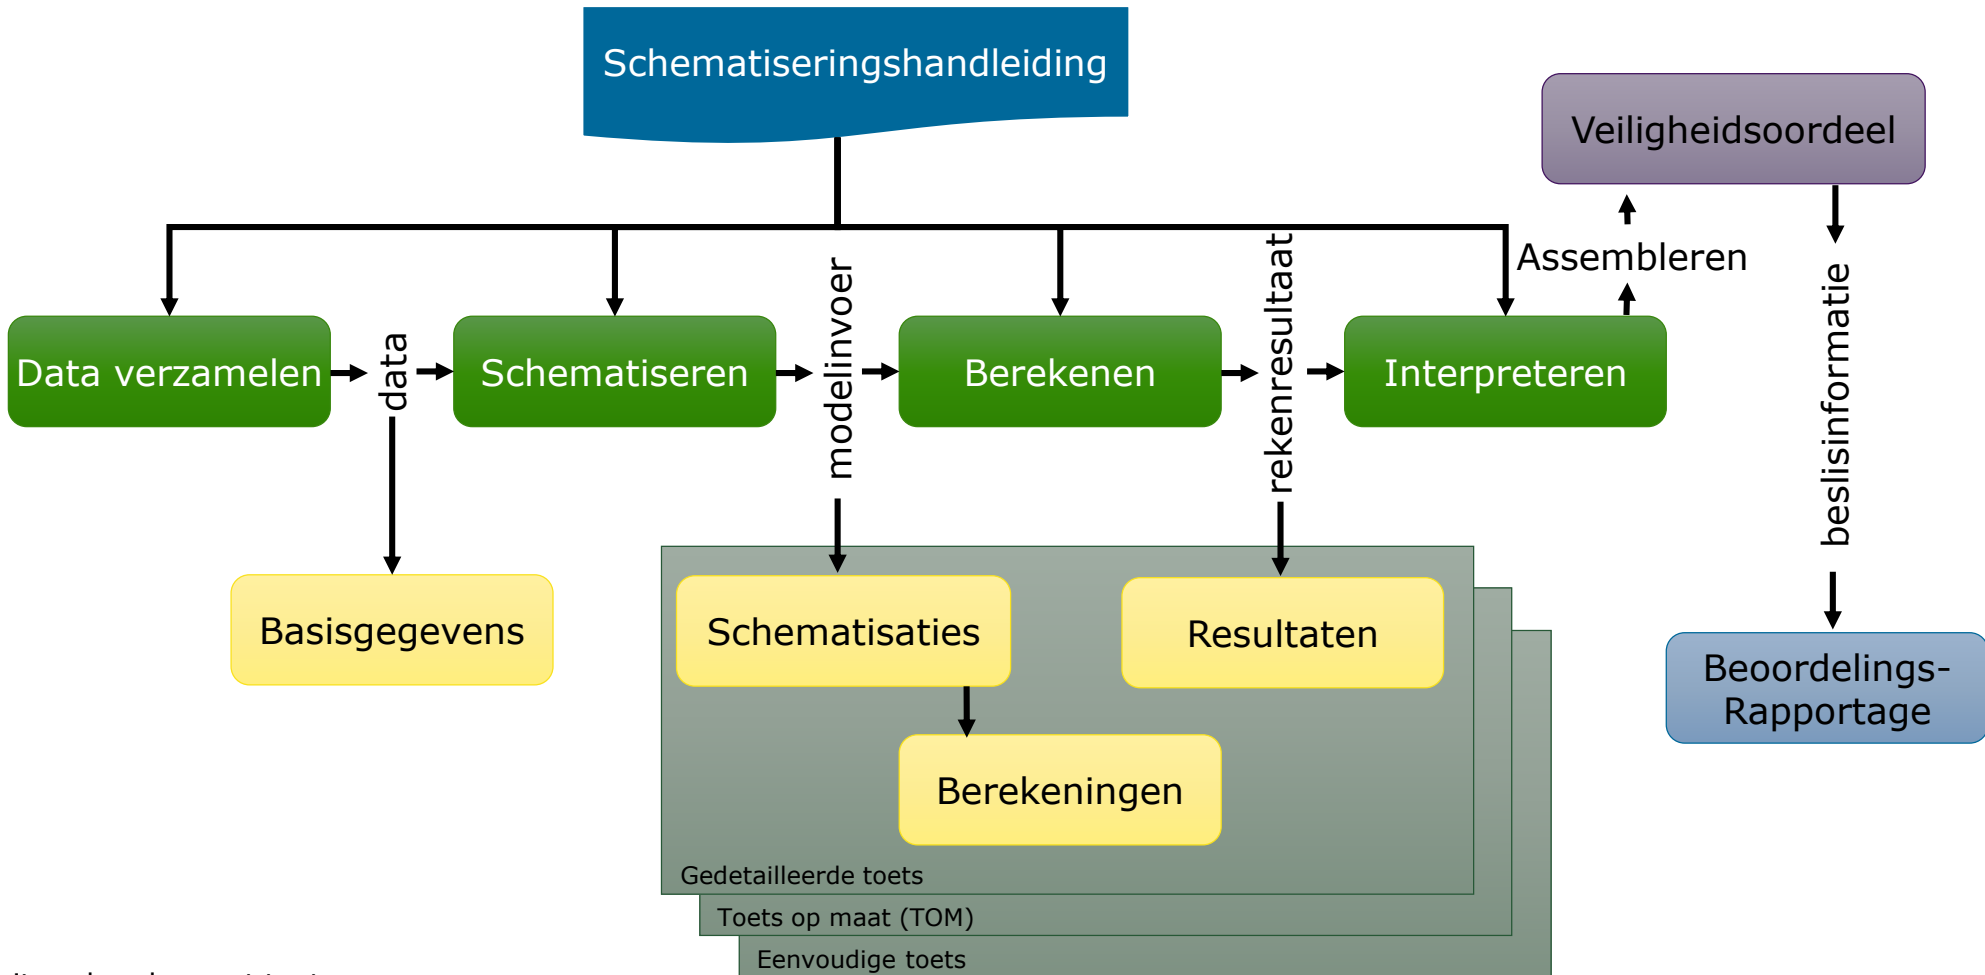 Schematiseringshandleiding
Veiligheidsoordeel
Assembleren
Data verzamelen
data
Schematiseren
modelinvoer
Berekenen
rekenresultaat
Interpreteren
beslisinformatie
Basisgegevens
Schematisaties
Resultaten
Berekeningen
Beoordelings-
Rapportage
Gedetailleerde toets
Toets op maat (TOM)
Eenvoudige toets